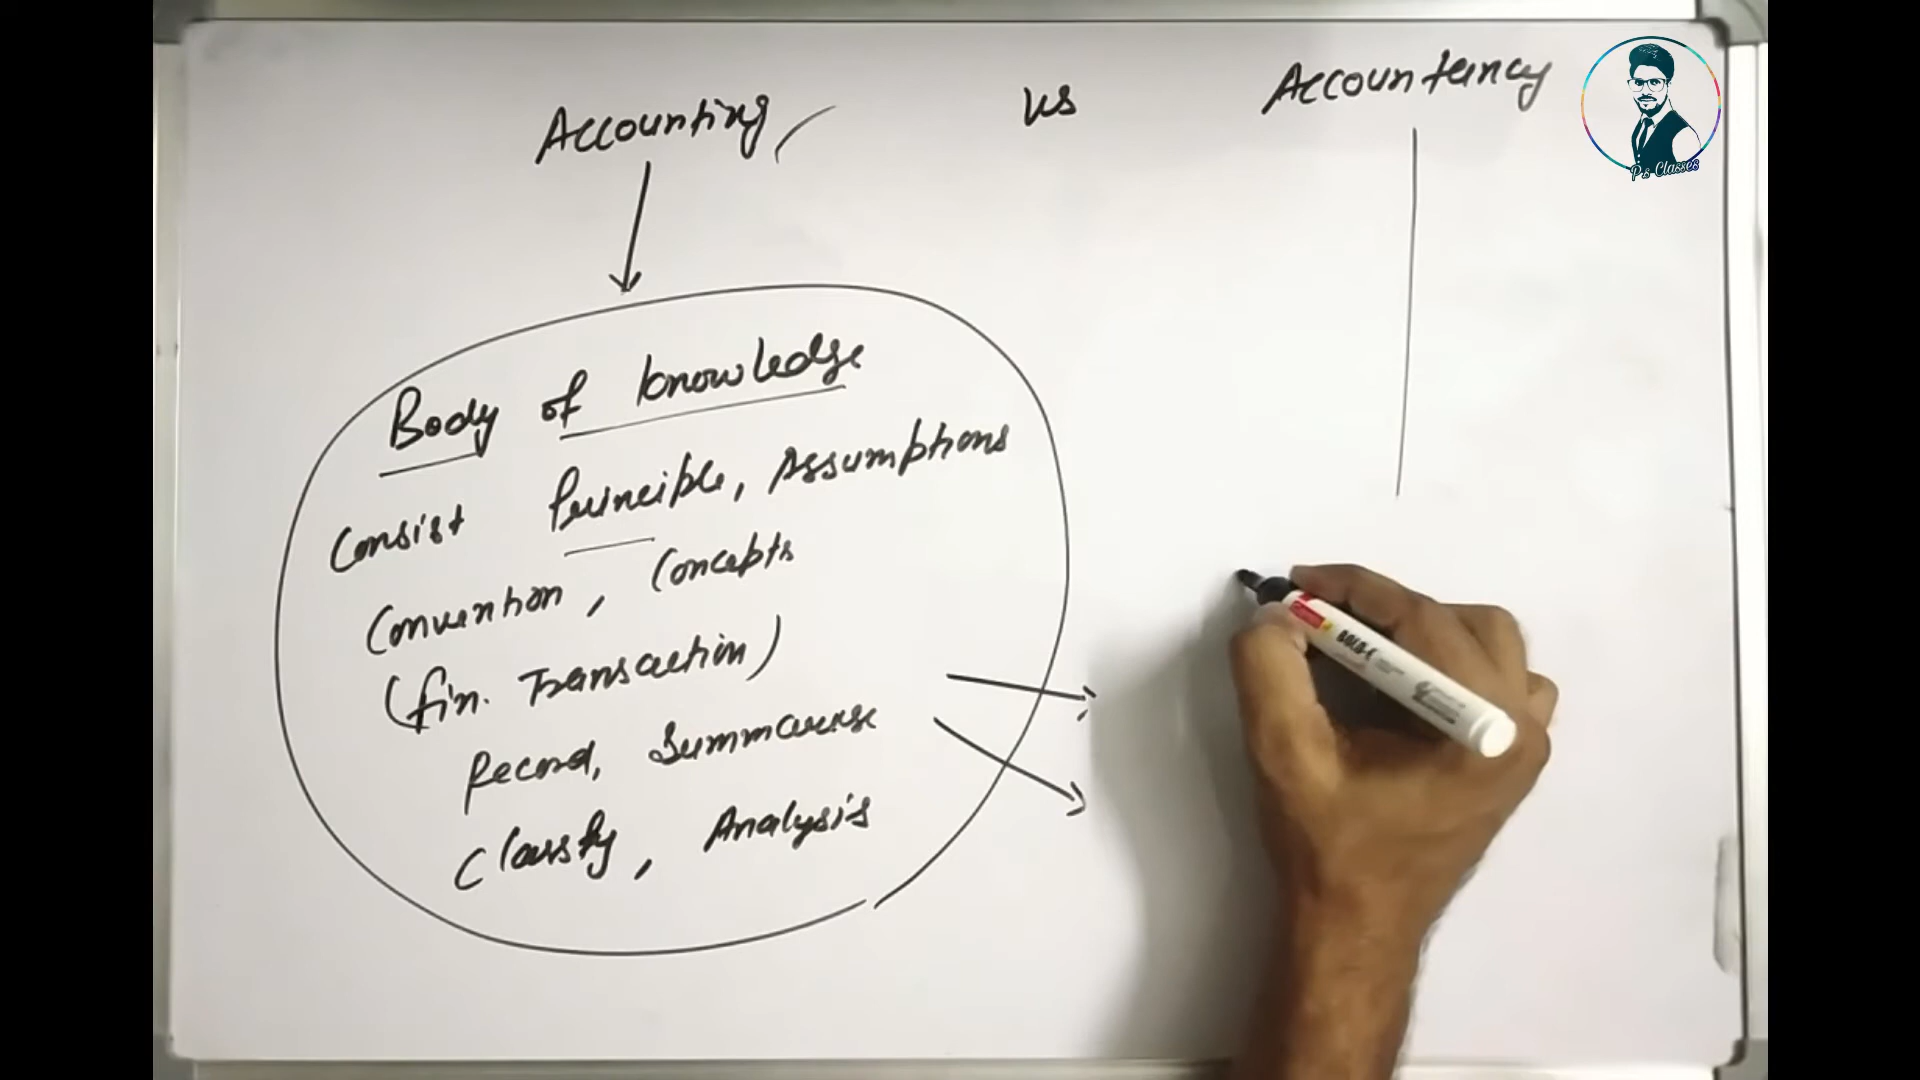 Accounting vs Accountancy
Body of knowledge
Consist Principle, Assumptions
Convention, Concepts
(fin. Transaction)
Record, Summarise
Classify, Analysis
Ps Classes